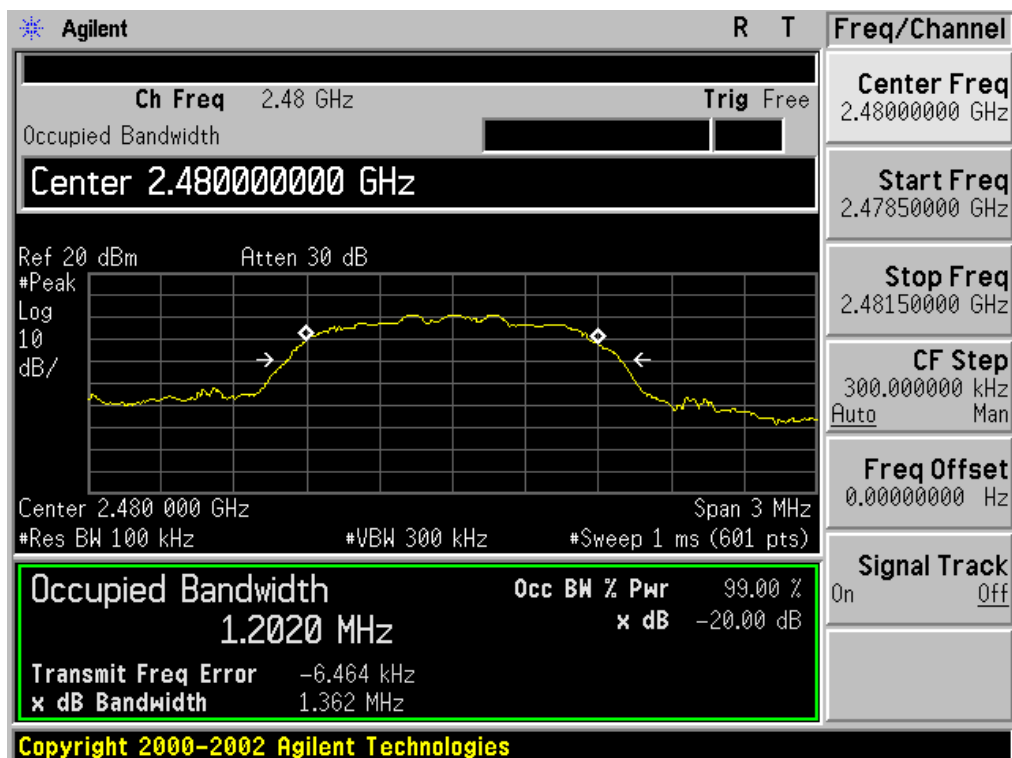 Agilent R T Freq/Channel
Ch Freq 2.48 GHz Trig Free
Occupied Bandwidth
Center 2.480000000 GHz
Ref 20 dBm Atten 30 dB
#Peak
Log
10
dB/
Center 2.480 000 GHz Span 3 MHz
#Res BW 100 kHz #VBW 300 kHz #Sweep 1 ms (601 pts)
Occupied Bandwidth Occ BW % Pwr 99.00 %
1.2020 MHz x dB -20.00 dB
Transmit Freq Error -6.464 kHz
x dB Bandwidth 1.362 MHz
Center Freq
2.48000000 GHz
Start Freq
2.47850000 GHz
Stop Freq
2.48150000 GHz
CF Step
300.000000 kHz
Auto Man
Freq Offset
0.00000000 Hz
Signal Track
On Off
Copyright 2000-2002 Agilent Technologies